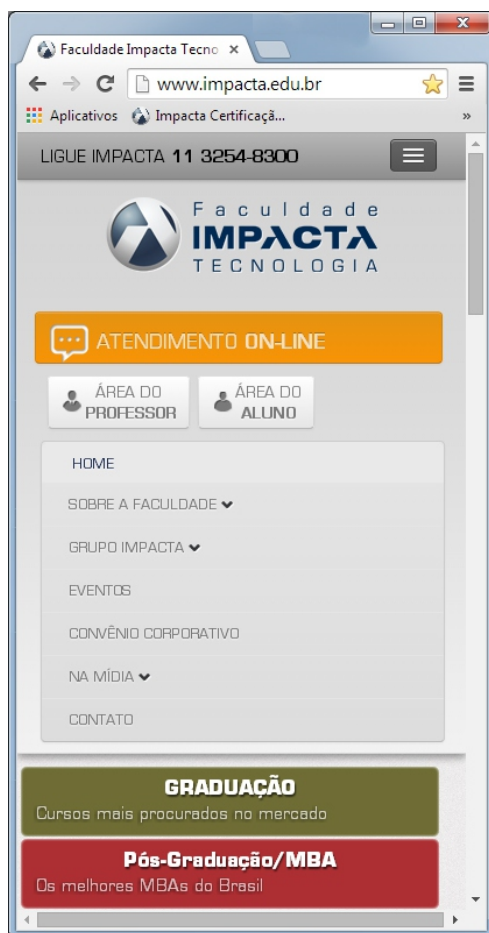 Faculdade Impacta Tecno
www.impacta.edu.br
Aplicativos Impacta Certificaçã... »
LIGUE IMPACTA 11 3254-8300
Faculdade
IMPACTA
TECNOLOGIA
ATENDIMENTO ON-LINE
ÁREA DO
PROFESSOR
ÁREA DO
ALUNO
HOME
SOBRE A FACULDADE
GRUPO IMPACTA
EVENTOS
CONVÊNIO CORPORATIVO
NA MÍDIA
CONTATO
GRADUAÇÃO
Cursos mais procurados no mercado
Pós-Graduação/MBA
Os melhores MBAs do Brasil